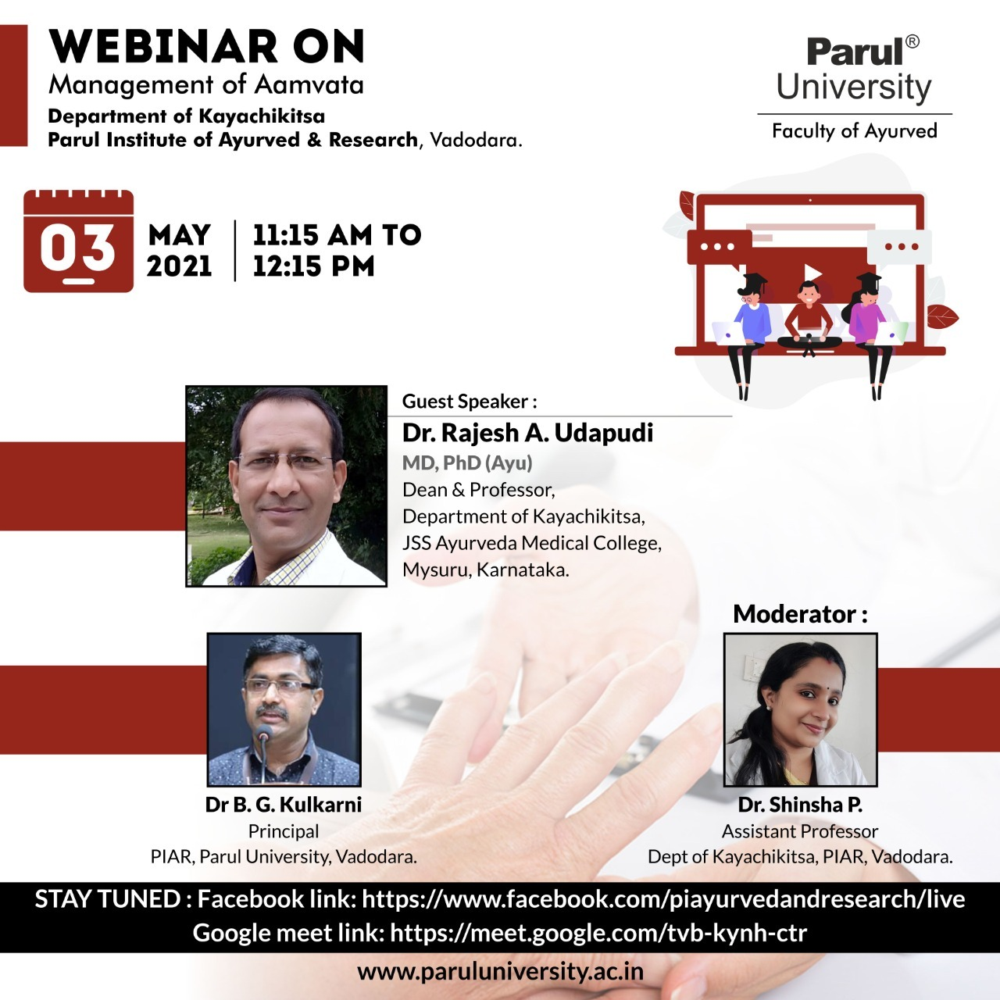 WEBINAR ON
Management of Aamvata
Department of Kayachikitsa
Parul Institute of Ayurved & Research, Vadodara.
Parul®
University
Faculty of Ayurved
03
MAY
2021
11:15 AM TO
12:15 PM
Guest Speaker :
Dr. Rajesh A. Udapudi
MD, PhD (Ayu)
Dean & Professor,
Department of Kayachikitsa,
JSS Ayurveda Medical College,
Mysuru, Karnataka.
Dr B. G. Kulkarni
Principal
PIAR, Parul University, Vadodara.
Moderator :
Dr. Shinsha P.
Assistant Professor
Dept of Kayachikitsa, PIAR, Vadodara.
STAY TUNED : Facebook link: https://www.facebook.com/piayurvedandresearch/live
Google meet link: https://meet.google.com/tvb-kynh-ctr
www.paruluniversity.ac.in